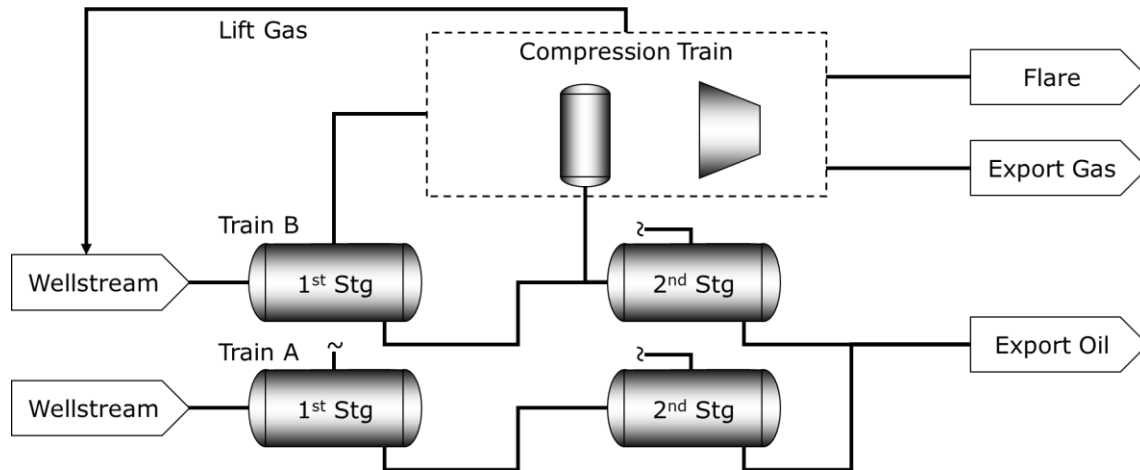 Lift Gas
Compression Train
Flare
Export Gas
Train B
Wellstream
1st Stg
2nd Stg
Export Oil
Train A
Wellstream
1st Stg
2nd Stg